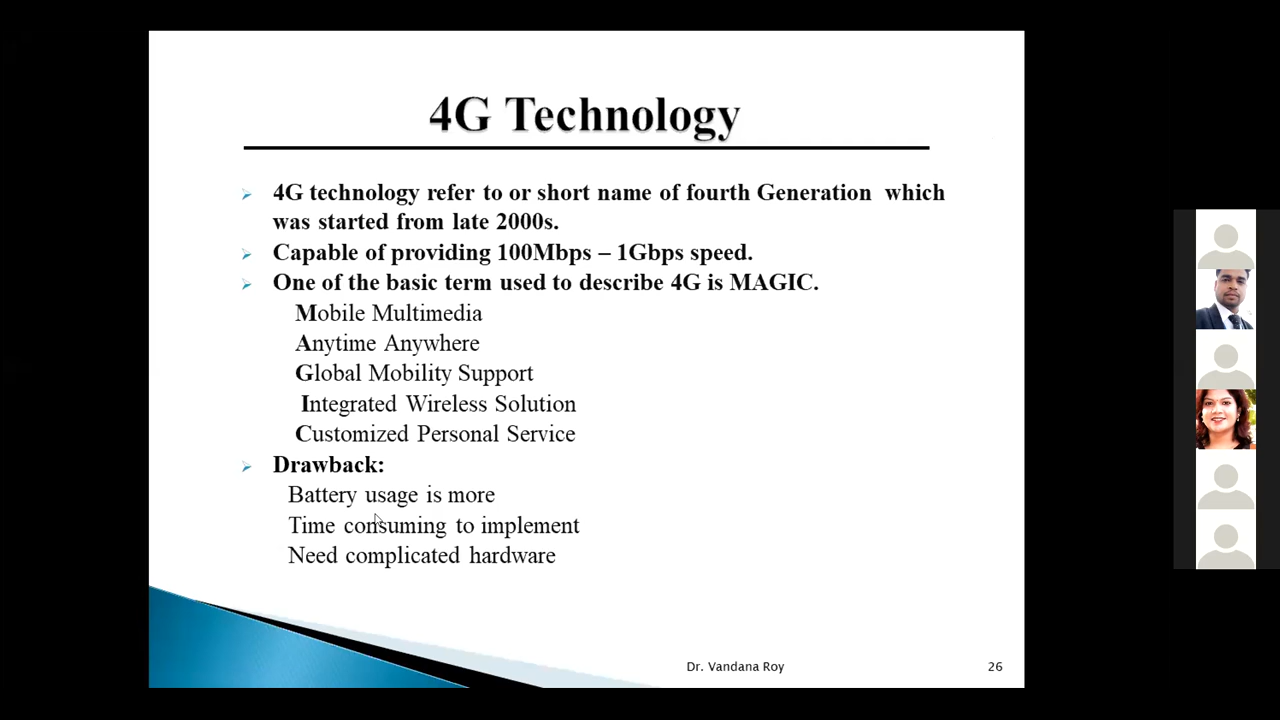 4G Technology
4G technology refer to or short name of fourth Generation which
was started from late 2000s.
Capable of providing 100Mbps – 1Gbps speed.
One of the basic term used to describe 4G is MAGIC.
Mobile Multimedia
Anytime Anywhere
Global Mobility Support
Integrated Wireless Solution
Customized Personal Service
Drawback:
Battery usage is more
Time consuming to implement
Need complicated hardware
Dr. Vandana Roy
26